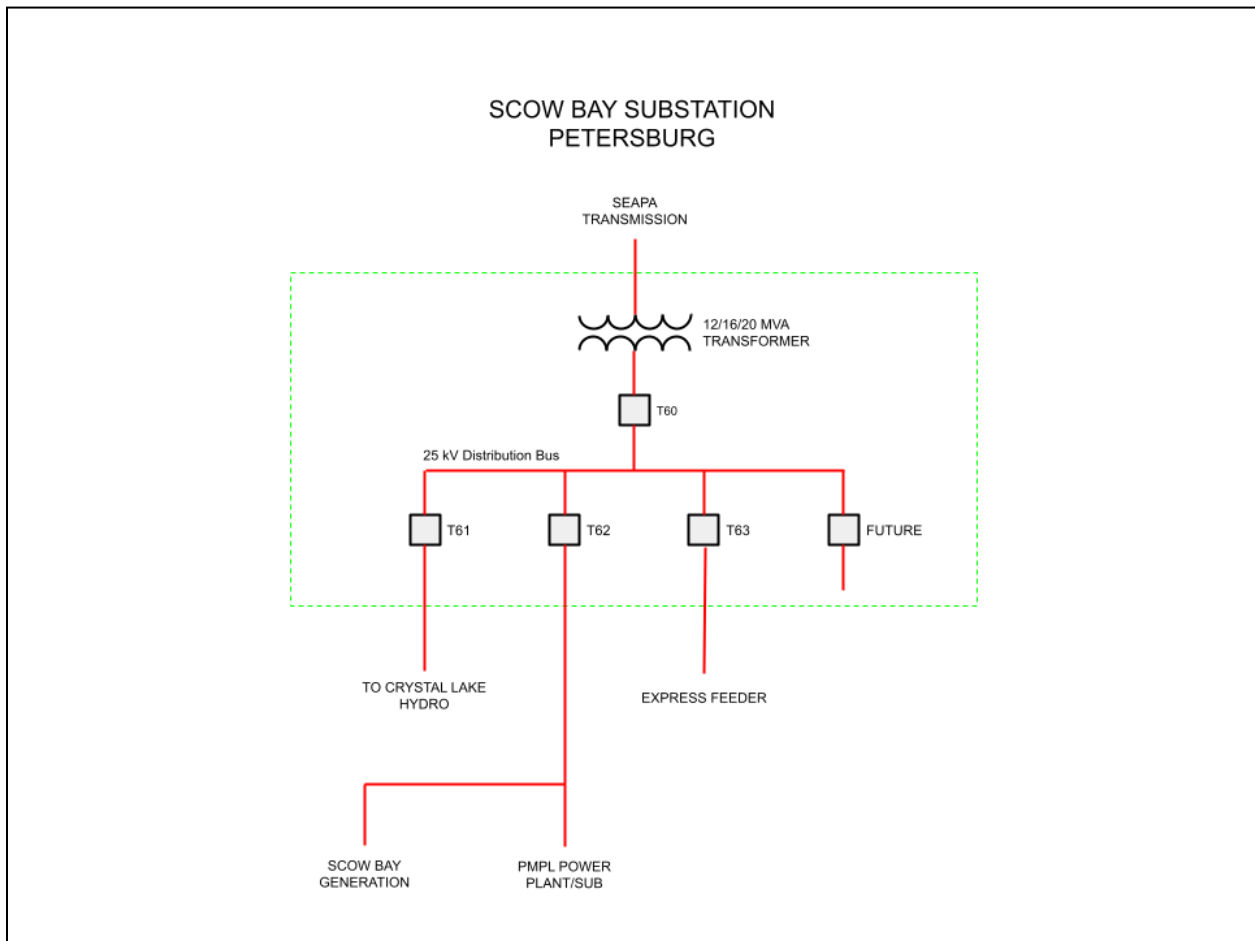 SCOW BAY SUBSTATION
PETERSBURG
SEAPA
TRANSMISSION
12/16/20 MVA
TRANSFORMER
T60
25 kV Distribution Bus
T61
T62
T63
FUTURE
TO CRYSTAL LAKE
HYDRO
EXPRESS FEEDER
SCOW BAY
GENERATION
PMPL POWER
PLANT/SUB